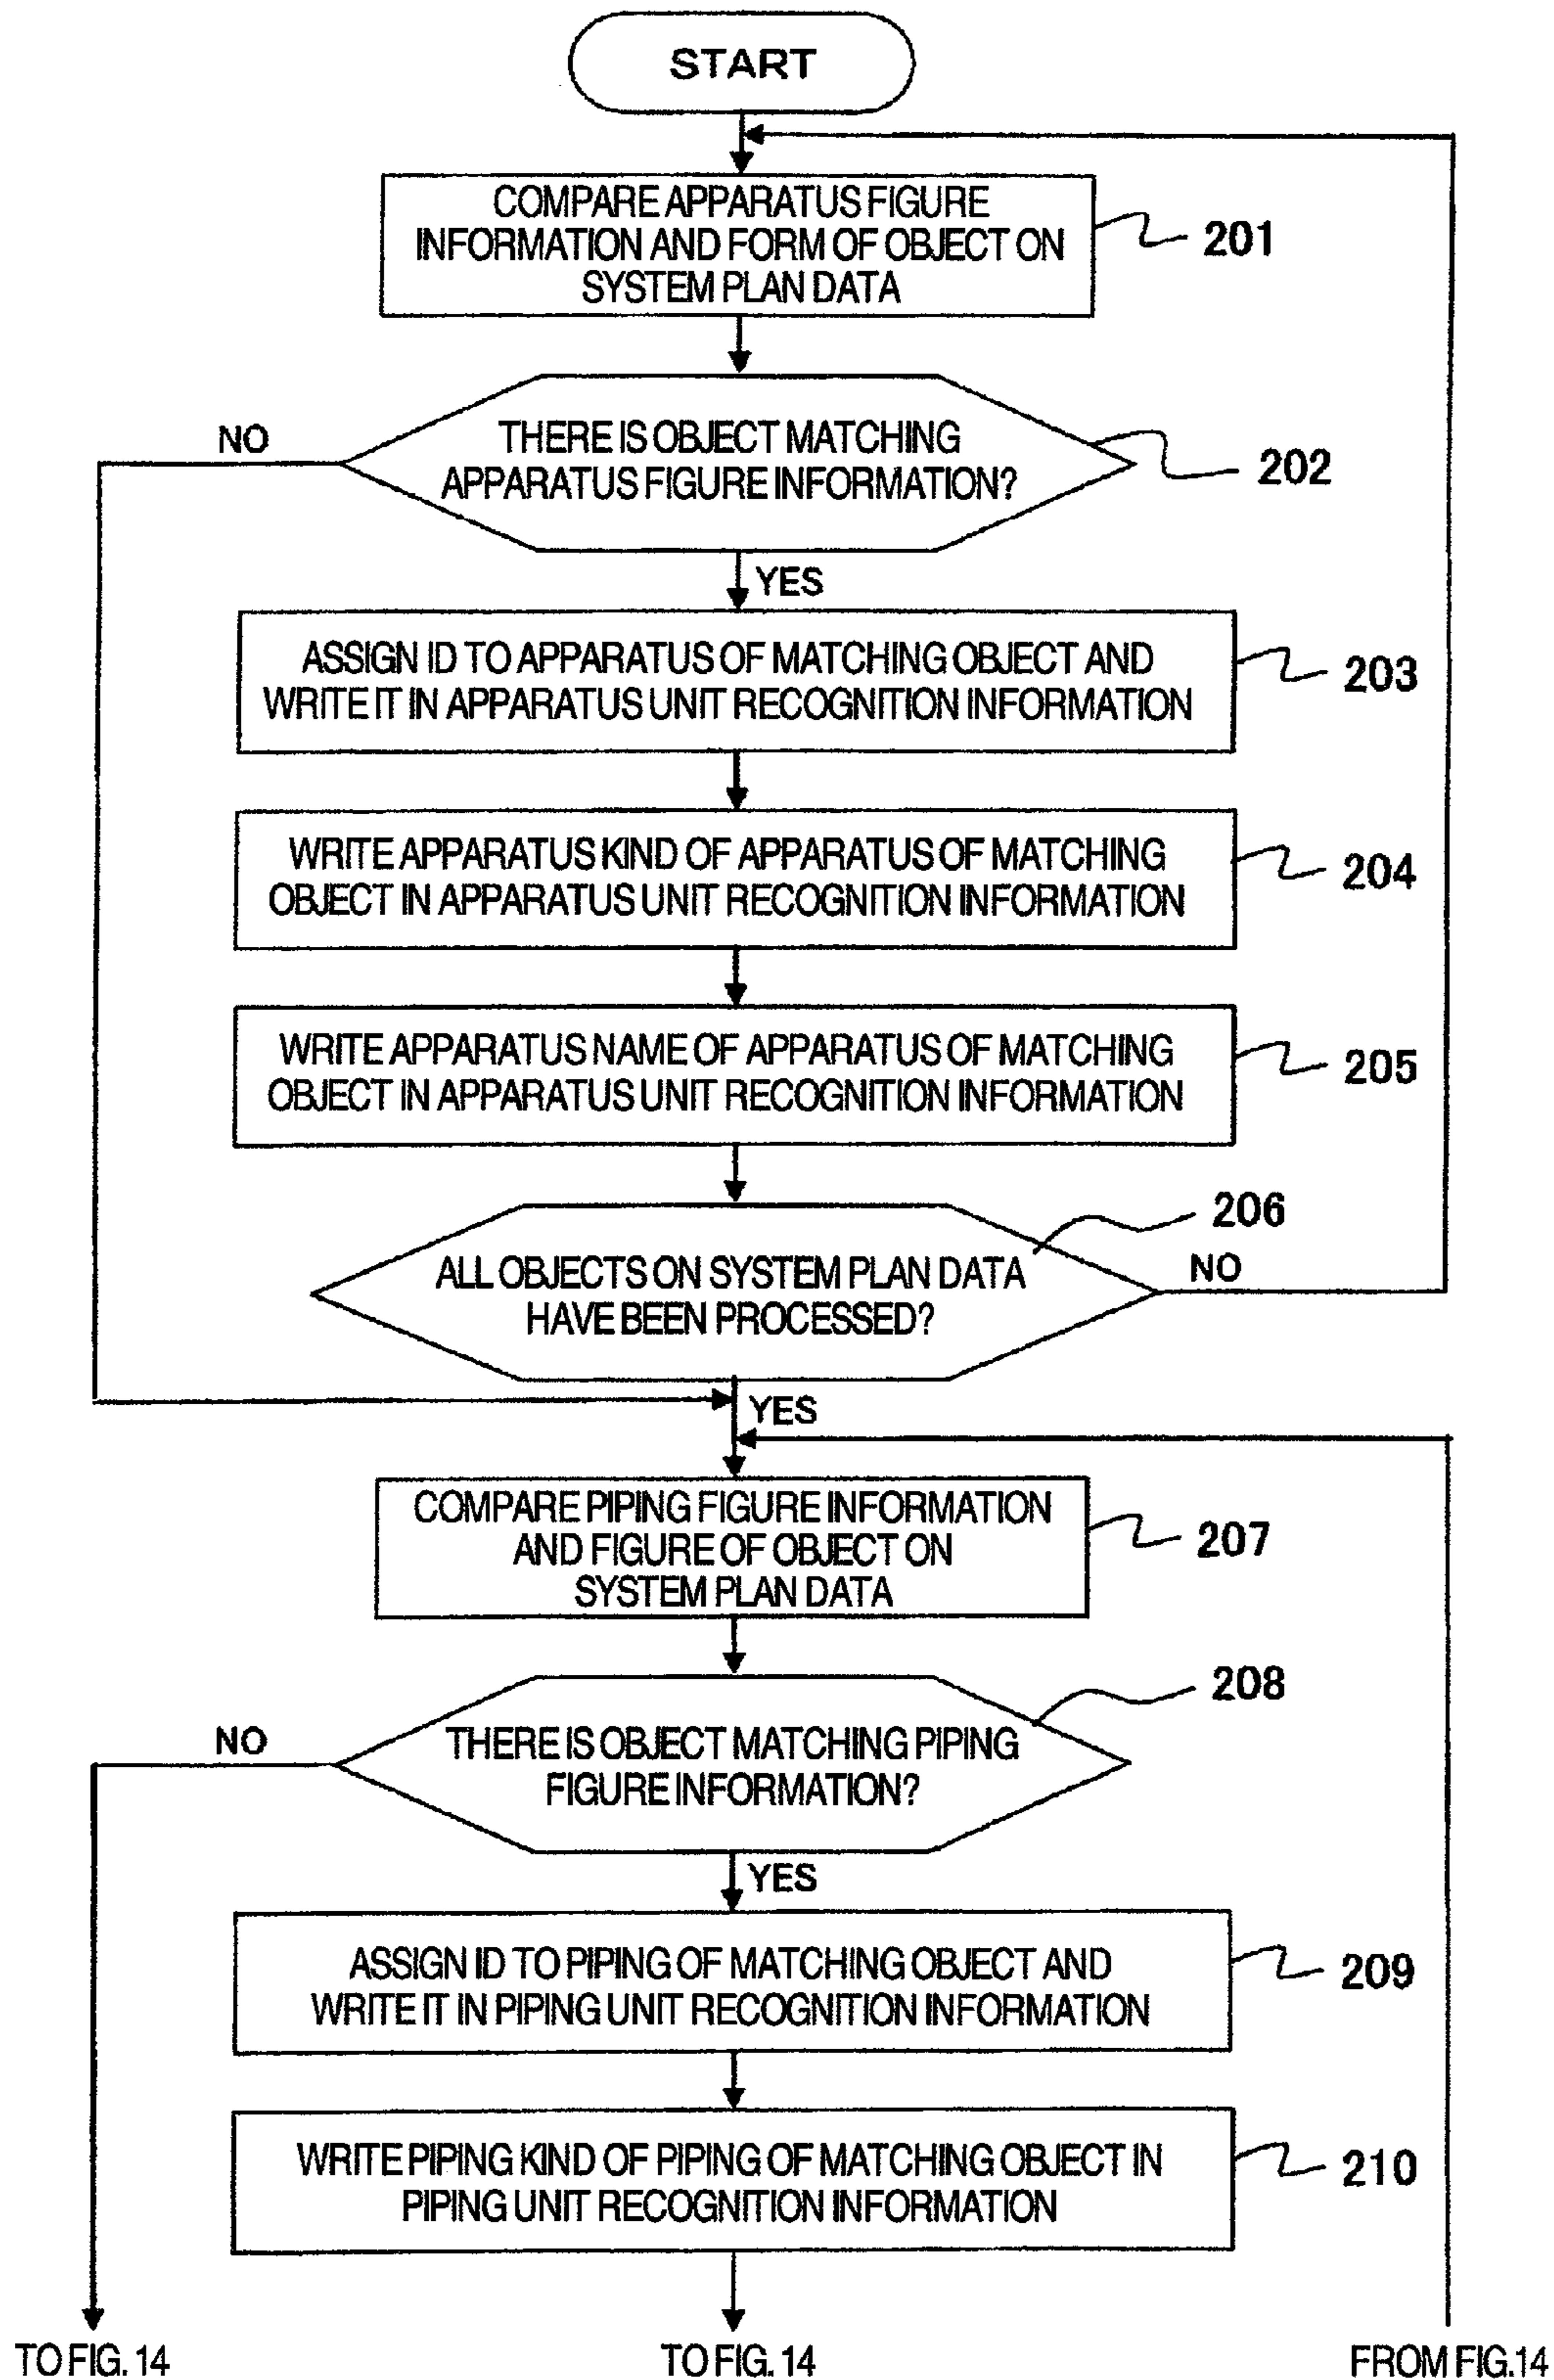 START
COMPARE APPARATUS FIGURE
INFORMATION AND FORM OF OBJECT ON
SYSTEM PLAN DATA
201
NO
THERE IS OBJECT MATCHING
APPARATUS FIGURE INFORMATION?
202
YES
ASSIGN ID TO APPARATUS OF MATCHING OBJECT AND
WRITE IT IN APPARATUS UNIT RECOGNITION INFORMATION
203
WRITE APPARATUS KIND OF APPARATUS OF MATCHING
OBJECT IN APPARATUS UNIT RECOGNITION INFORMATION
204
WRITE APPARATUS NAME OF APPARATUS OF MATCHING
OBJECT IN APPARATUS UNIT RECOGNITION INFORMATION
205
206
ALL OBJECTS ON SYSTEM PLAN DATA
HAVE BEEN PROCESSED?
NO
YES
COMPARE PIPING FIGURE INFORMATION
AND FIGURE OF OBJECT ON
SYSTEM PLAN DATA
207
208
NO
THERE IS OBJECT MATCHING PIPING
FIGURE INFORMATION?
YES
ASSIGN ID TO PIPING OF MATCHING OBJECT AND
WRITE IT IN PIPING UNIT RECOGNITION INFORMATION
209
WRITE PIPING KIND OF PIPING OF MATCHING OBJECT IN
PIPING UNIT RECOGNITION INFORMATION
210
TO FIG. 14
TO FIG. 14
FROM FIG.14